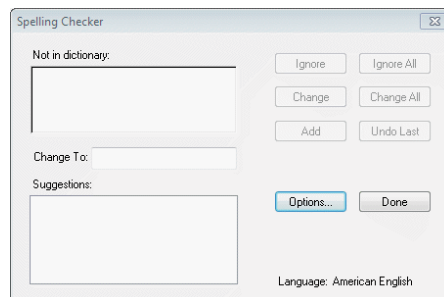 Spelling Checker
Not in dictionary:
Ignore Ignore All
Change Change All
Add Undo Last
Change To:
Suggestions:
Options... Done
Language: American English